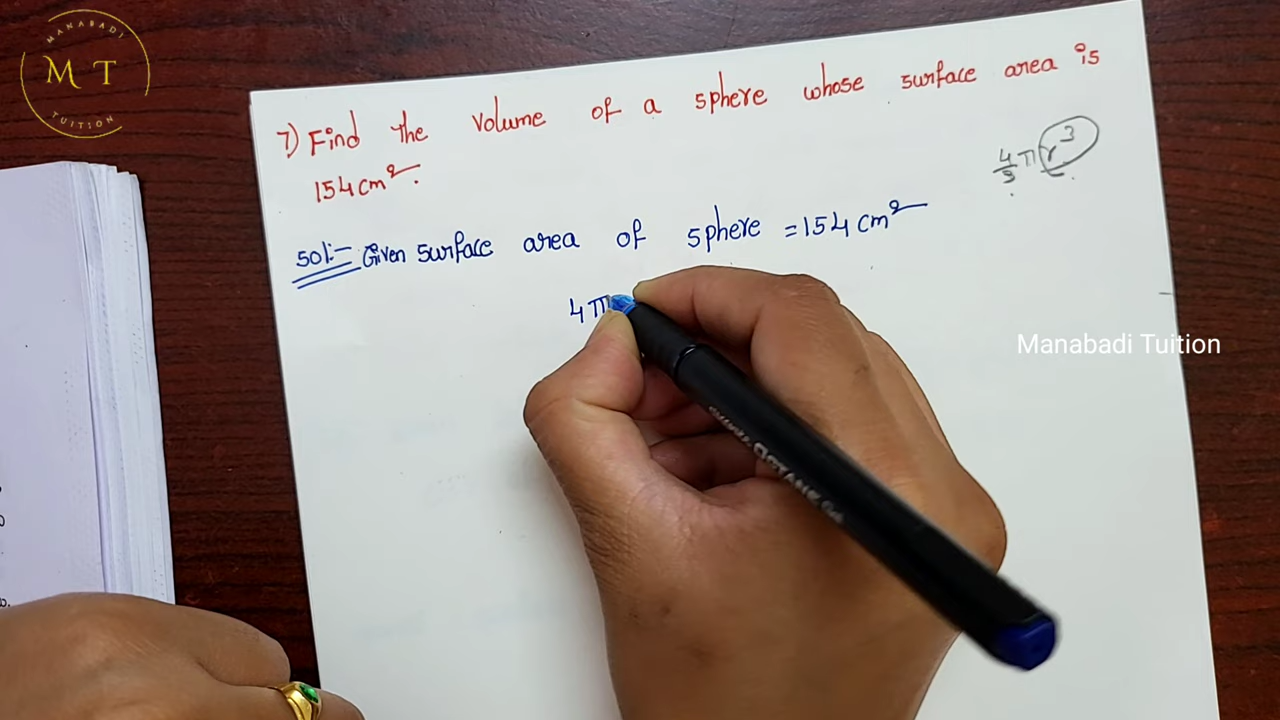 MANABADI
M T
TUITION
7) Find the volume of a sphere whose surface area is
154 cm².
4/3 πr³
Sol:- Given surface area of sphere = 154 cm²
4π
Manabadi Tuition